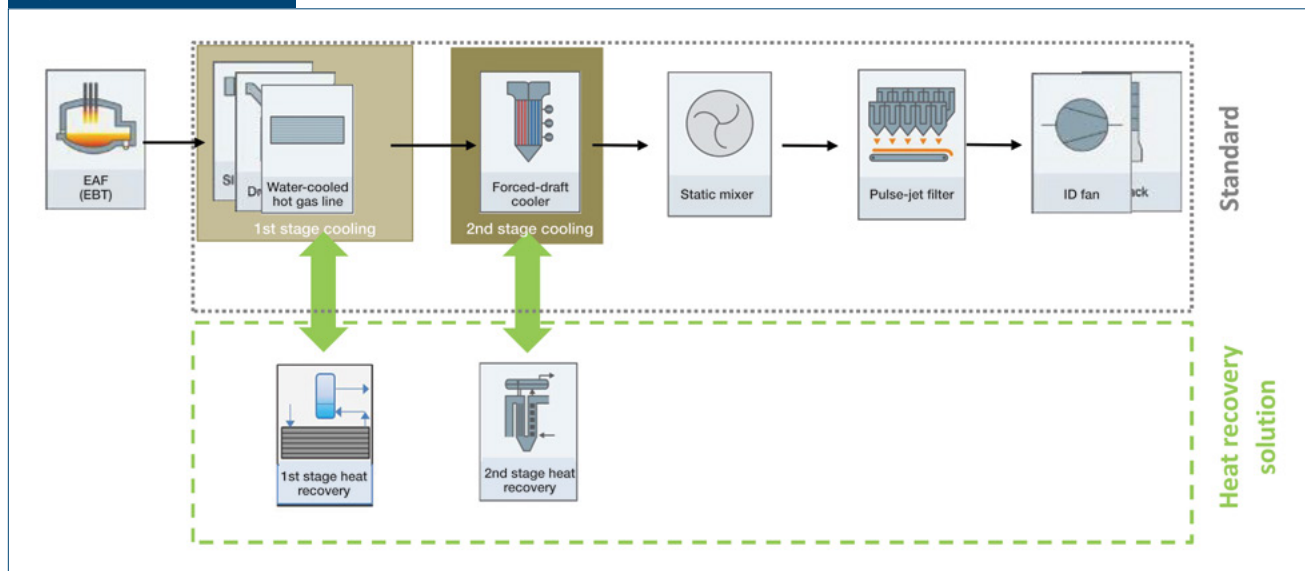 EAF
(EBT)
Water-cooled
hot gas line
1st stage cooling
Forced-draft
cooler
2nd stage cooling
Static mixer
Pulse-jet filter
ID fan
Standard
1st stage heat
recovery
2nd stage heat
recovery
Heat recovery
solution